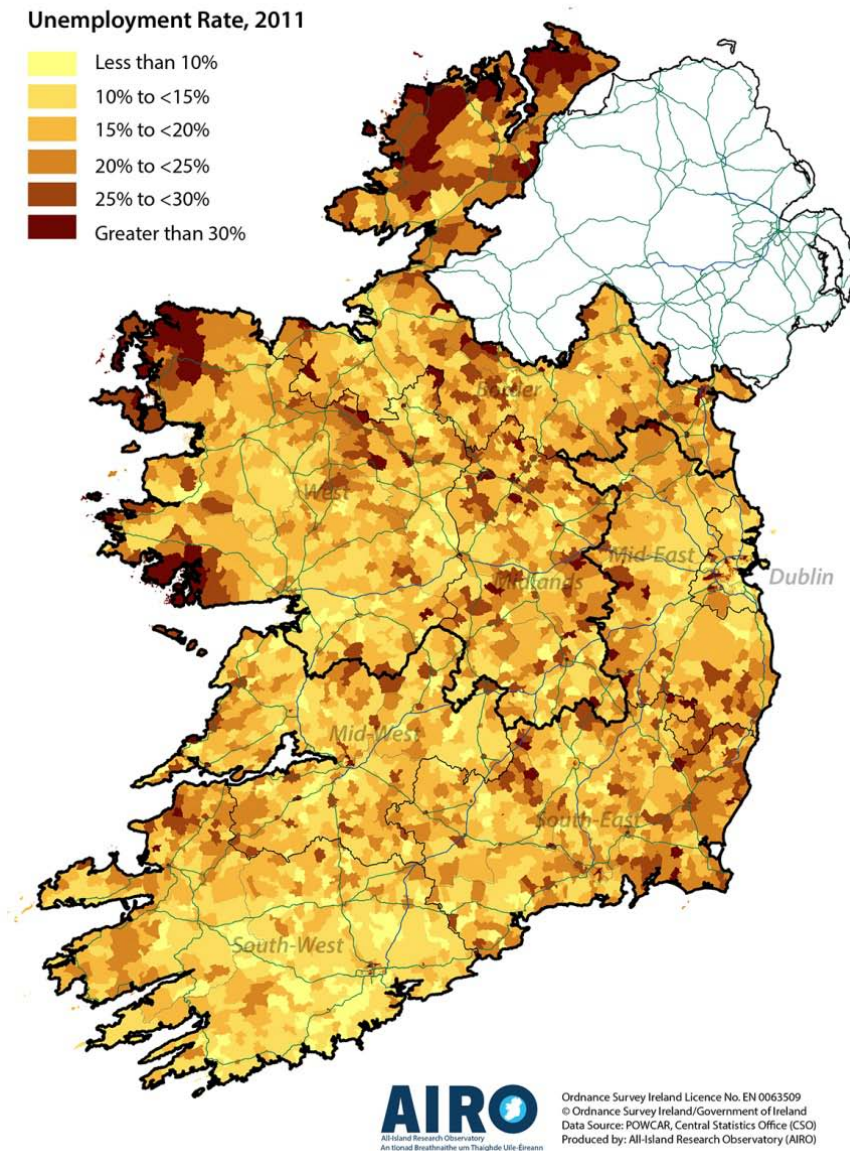 Unemployment Rate, 2011
Less than 10%
10% to <15%
15% to <20%
20% to <25%
25% to <30%
Greater than 30%
Border
West
Mid-East
Dublin
Midlands
Mid-West
South-East
South-West
AIRO
All-Island Research Observatory
An tIonad Breathnaithe um Thaighde Uile-Éireann
Ordnance Survey Ireland Licence No. EN 0063509
© Ordnance Survey Ireland/Government of Ireland
Data Source: POWCAR, Central Statistics Office (CSO)
Produced by: All-Island Research Observatory (AIRO)